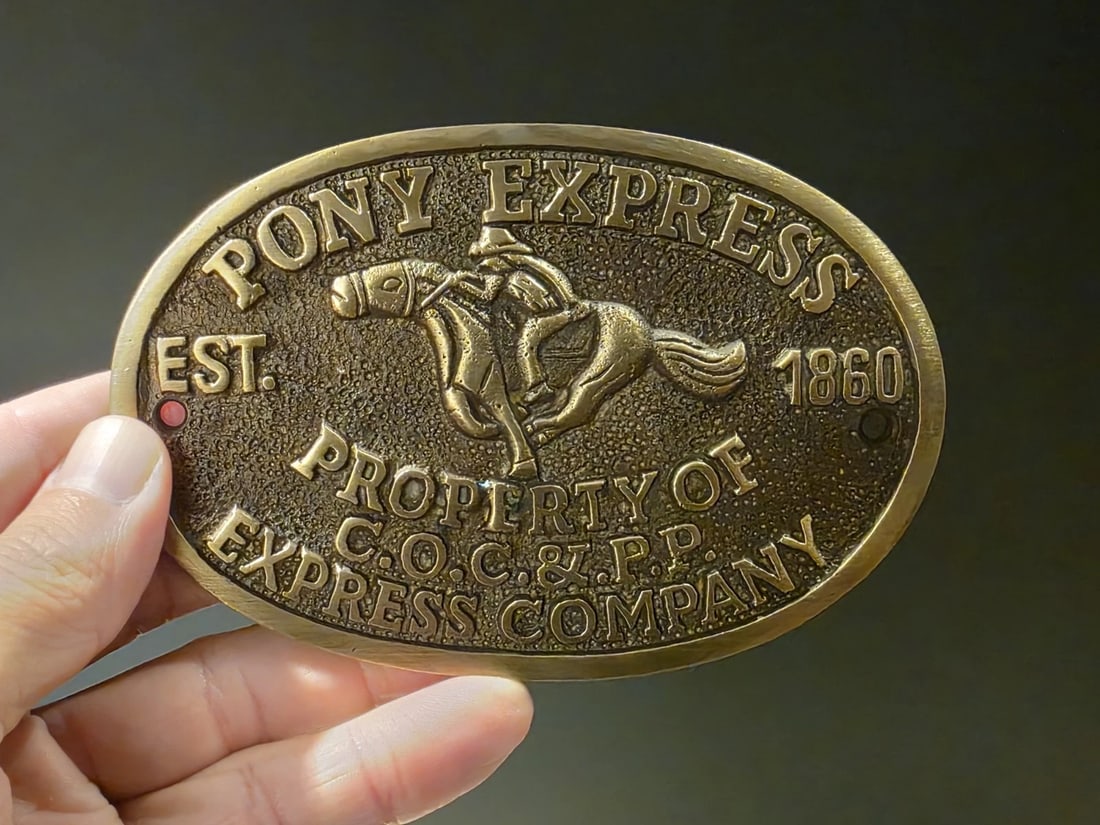 PONY EXPRESS
EST. 1860
PROPERTY OF
C.O.C.&.P.P.
EXPRESS COMPANY